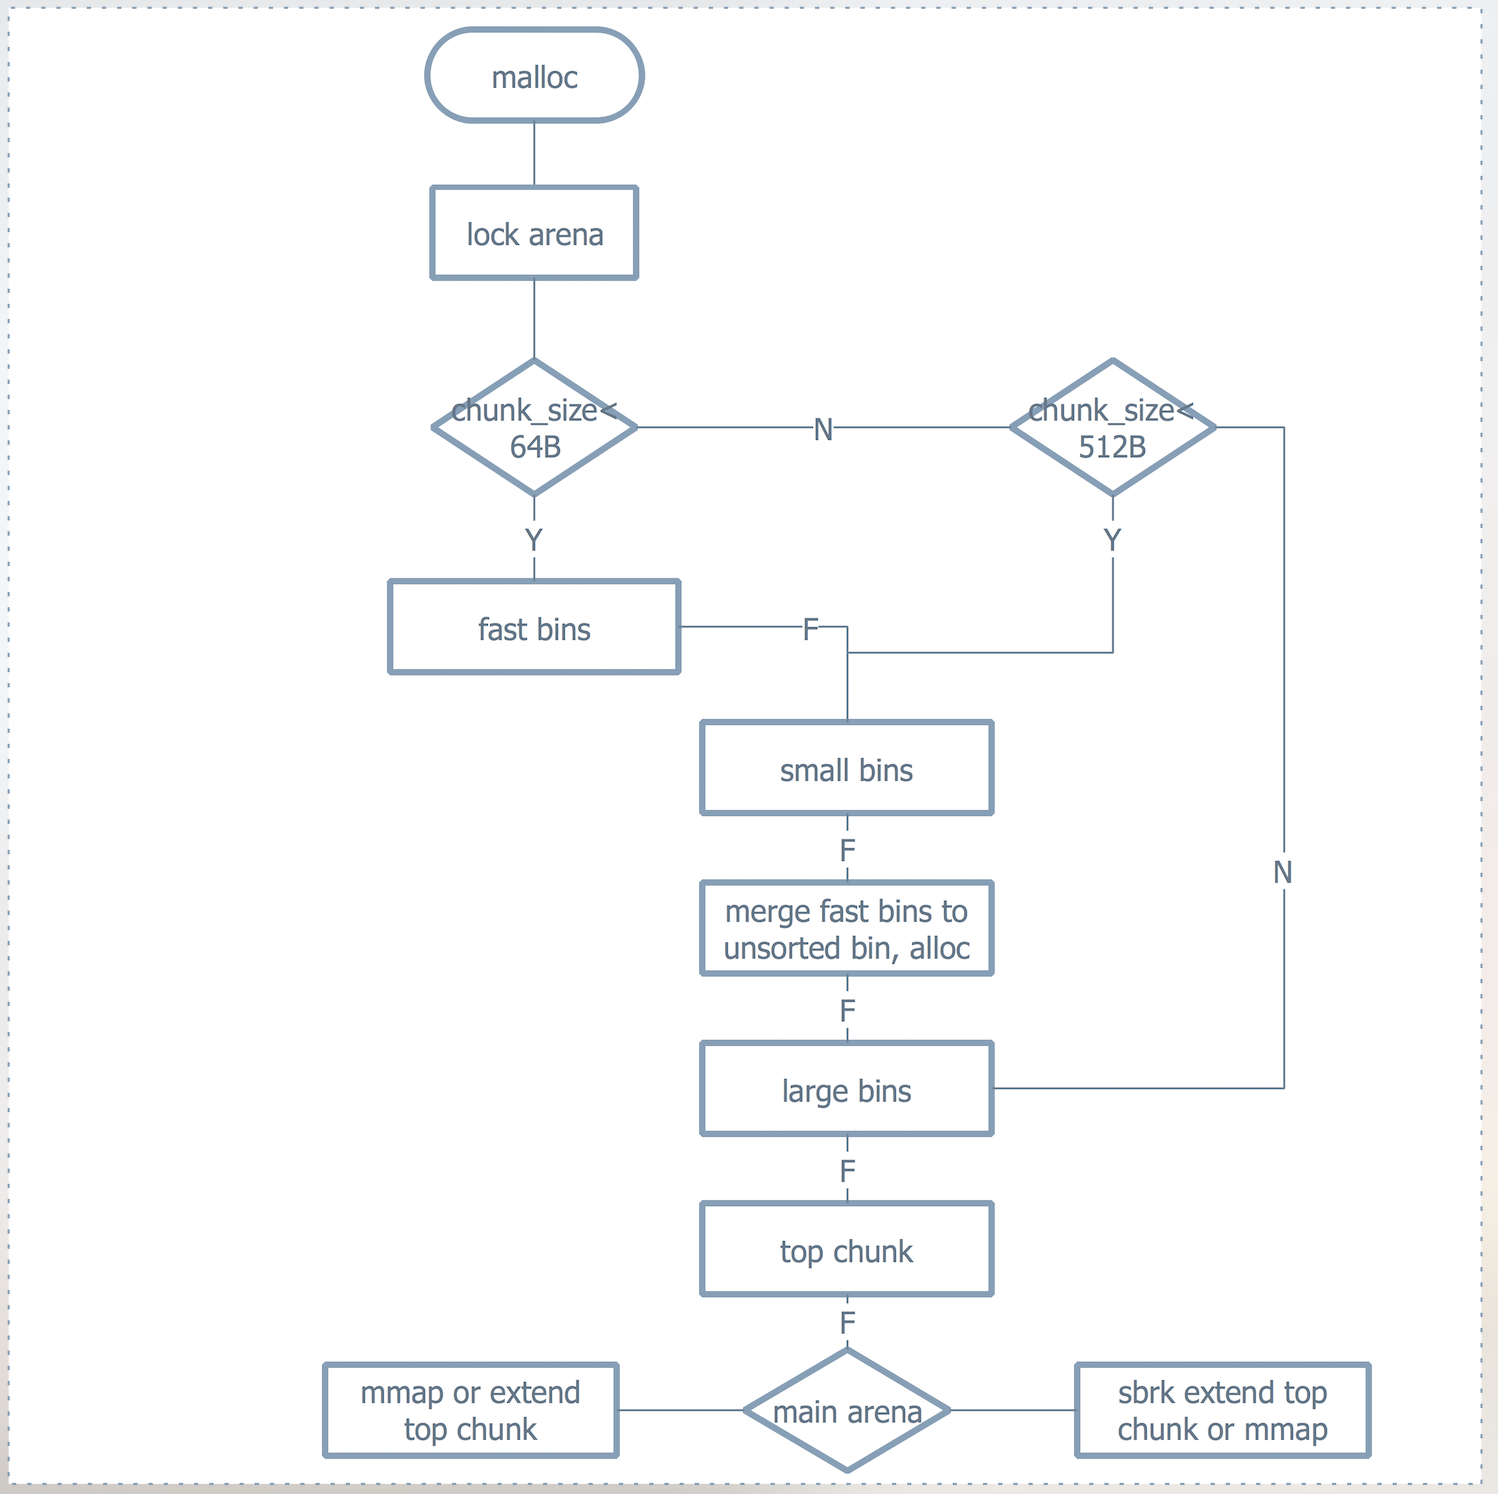 malloc
lock arena
chunk_size<
64B
N
chunk_size<
512B
Y
Y
fast bins
F
small bins
F
merge fast bins to
unsorted bin, alloc
N
F
large bins
F
top chunk
F
mmap or extend
top chunk
main arena
sbrk extend top
chunk or mmap